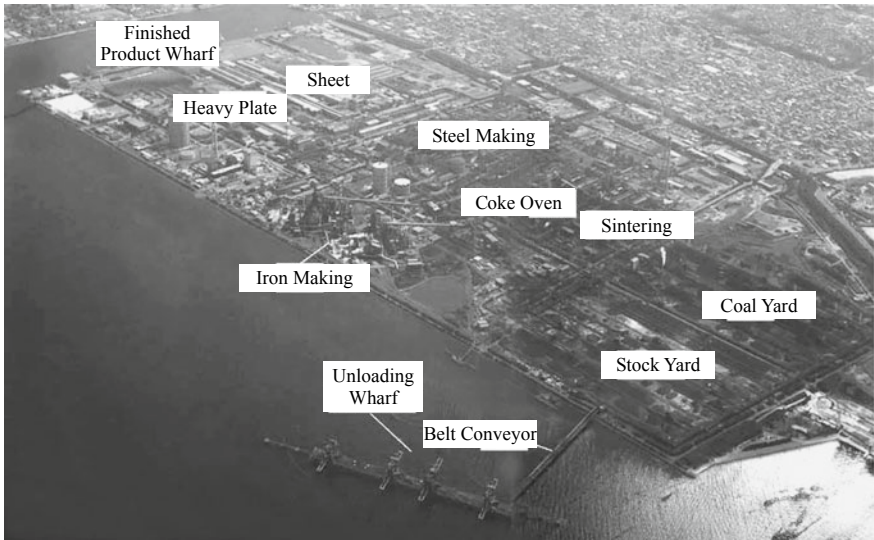 Finished
Product Wharf
Sheet
Heavy Plate
Steel Making
Coke Oven
Sintering
Iron Making
Coal Yard
Stock Yard
Unloading
Wharf
Belt Conveyor